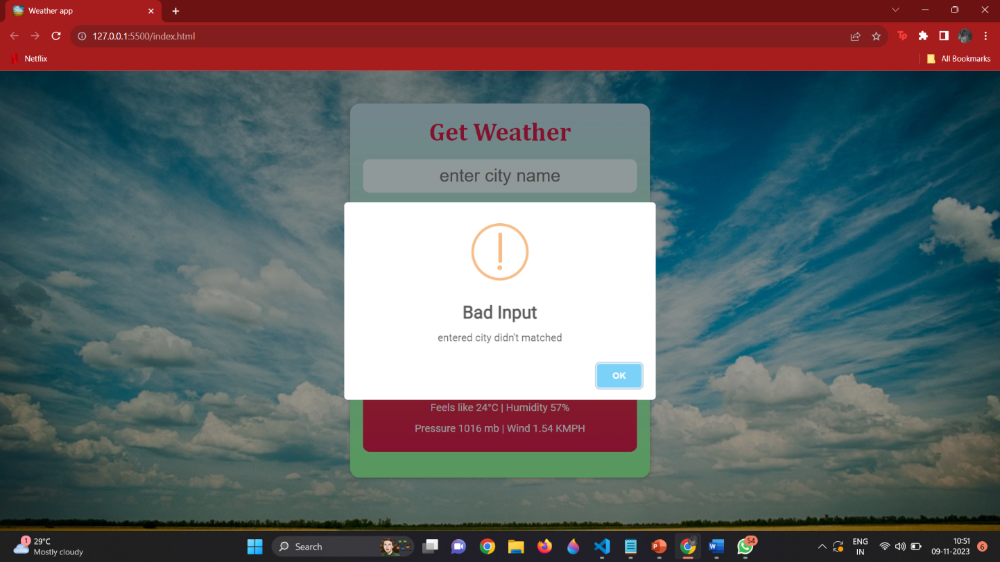 Weather app
127.0.0.1:5500/index.html
Tp
Netflix
All Bookmarks
Get Weather
enter city name
Bad Input
entered city didn't matched
OK
Feels like 24°C | Humidity 57%
Pressure 1016 mb | Wind 1.54 KMPH
1
29°C
Mostly cloudy
Search
54
ENG
IN
10:51
09-11-2023
6